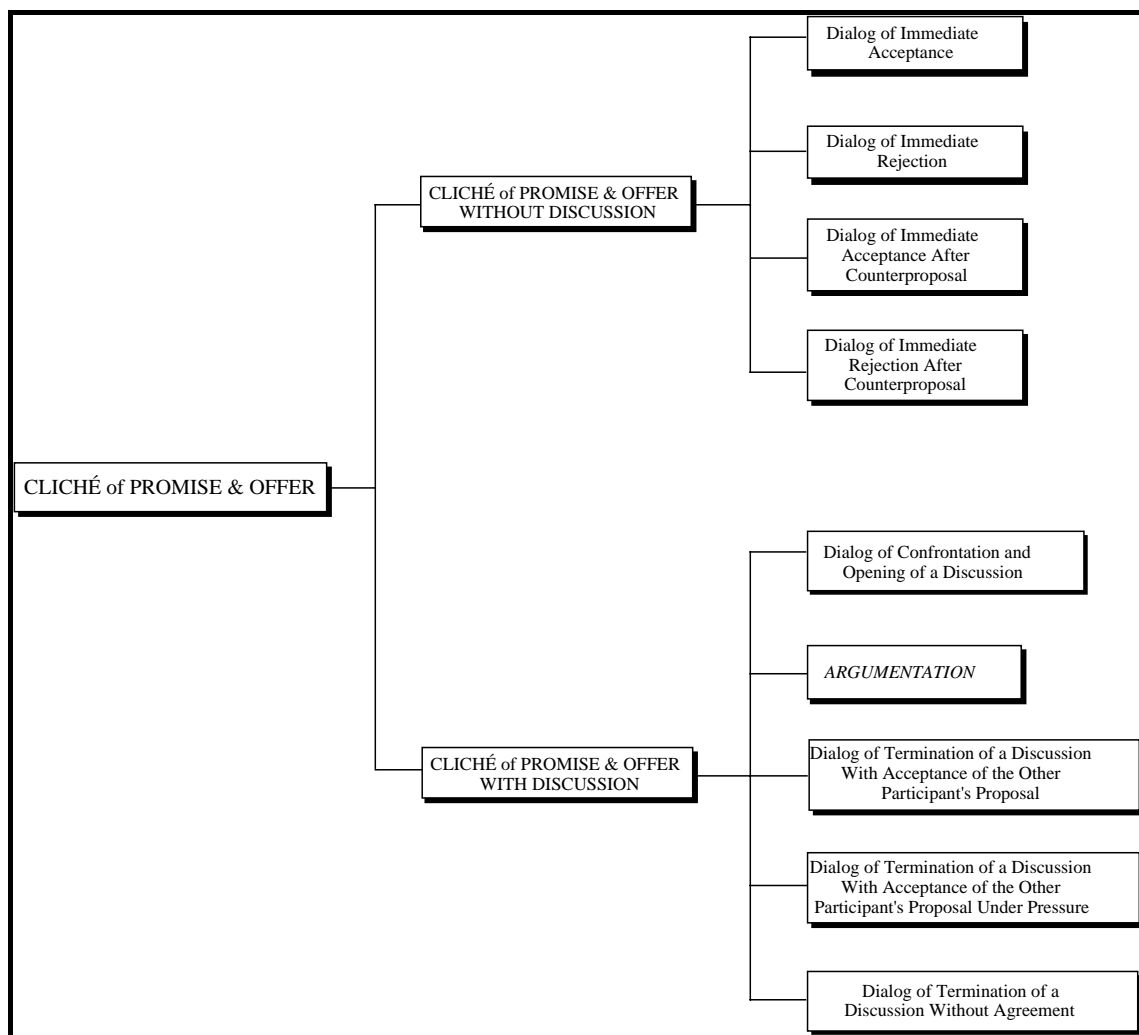 Dialog of Immediate
Acceptance
Dialog of Immediate
Rejection
CLICHÉ of PROMISE & OFFER
WITHOUT DISCUSSION
Dialog of Immediate
Acceptance After
Counterproposal
Dialog of Immediate
Rejection After
Counterproposal
CLICHÉ of PROMISE & OFFER
Dialog of Confrontation and
Opening of a Discussion
ARGUMENTATION
CLICHÉ of PROMISE & OFFER
WITH DISCUSSION
Dialog of Termination of a Discussion
With Acceptance of the Other
Participant's Proposal
Dialog of Termination of a Discussion
With Acceptance of the Other
Participant's Proposal Under Pressure
Dialog of Termination of a
Discussion Without Agreement